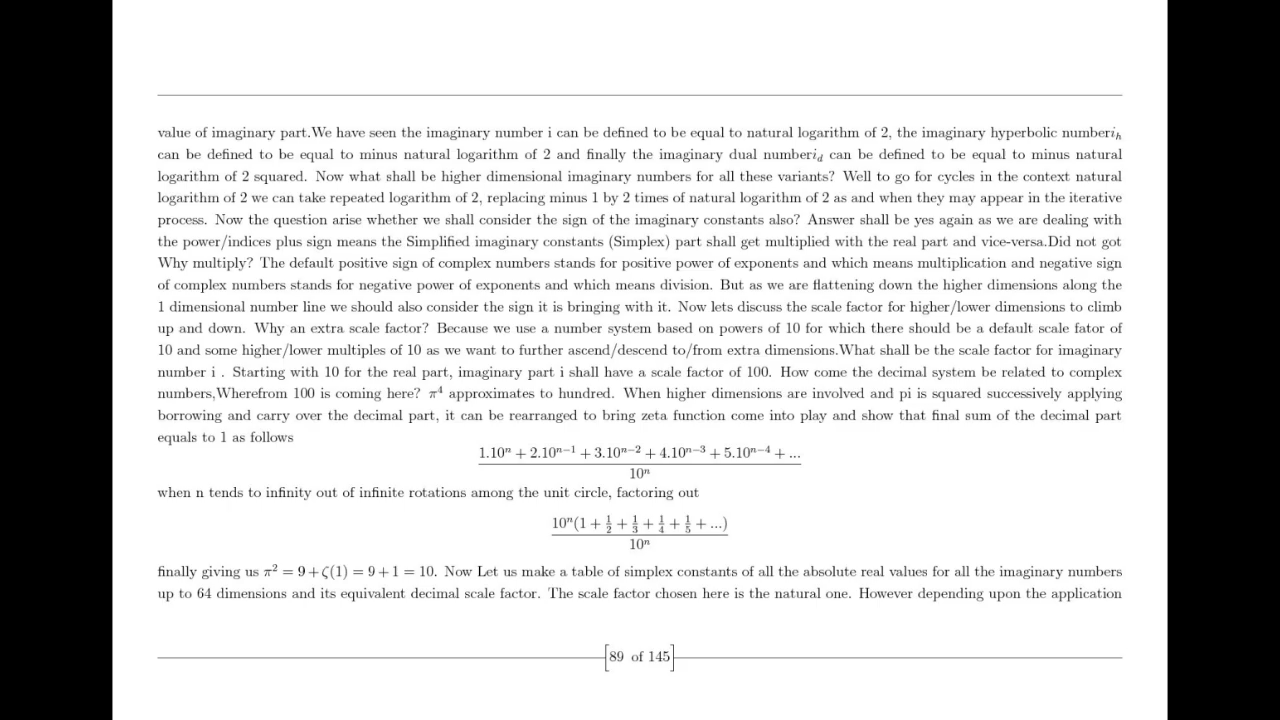 value of imaginary part.We have seen the imaginary number i can be defined to be equal to natural logarithm of 2, the imaginary hyperbolic numberi_h
can be defined to be equal to minus natural logarithm of 2 and finally the imaginary dual numberi_d can be defined to be equal to minus natural
logarithm of 2 squared. Now what shall be higher dimensional imaginary numbers for all these variants? Well to go for cycles in the context natural
logarithm of 2 we can take repeated logarithm of 2, replacing minus 1 by 2 times of natural logarithm of 2 as and when they may appear in the iterative
process. Now the question arise whether we shall consider the sign of the imaginary constants also? Answer shall be yes again as we are dealing with
the power/indices plus sign means the Simplified imaginary constants (Simplex) part shall get multiplied with the real part and vice-versa.Did not got
Why multiply? The default positive sign of complex numbers stands for positive power of exponents and which means multiplication and negative sign
of complex numbers stands for negative power of exponents and which means division. But as we are flattening down the higher dimensions along the
1 dimensional number line we should also consider the sign it is bringing with it. Now lets discuss the scale factor for higher/lower dimensions to climb
up and down. Why an extra scale factor? Because we use a number system based on powers of 10 for which there should be a default scale fator of
10 and some higher/lower multiples of 10 as we want to further ascend/descend to/from extra dimensions.What shall be the scale factor for imaginary
number i . Starting with 10 for the real part, imaginary part i shall have a scale factor of 100. How come the decimal system be related to complex
numbers,Wherefrom 100 is coming here? π^4 approximates to hundred. When higher dimensions are involved and pi is squared successively applying
borrowing and carry over the decimal part, it can be rearranged to bring zeta function come into play and show that final sum of the decimal part
equals to 1 as follows
1.10^n + 2.10^{n−1} + 3.10^{n−2} + 4.10^{n−3} + 5.10^{n−4} + ...
10^n
when n tends to infinity out of infinite rotations among the unit circle, factoring out
10^n(1 + 1/2 + 1/3 + 1/4 + 1/5 + ...)
10^n
finally giving us π^2 = 9 + ζ(1) = 9 + 1 = 10. Now Let us make a table of simplex constants of all the absolute real values for all the imaginary numbers
up to 64 dimensions and its equivalent decimal scale factor. The scale factor chosen here is the natural one. However depending upon the application
[89 of 145]